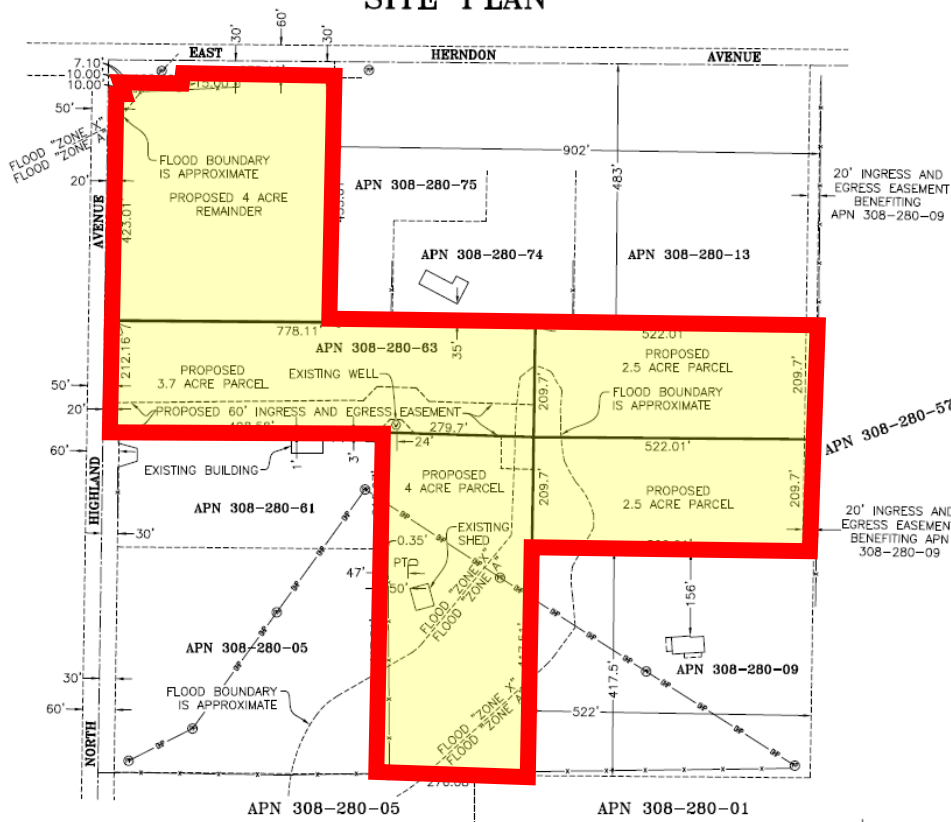 SITE PLAN
30'
60'
30'
EAST
HERNDON
AVENUE
7.10'
10.00'
10.00'
50'
FLOOD "ZONE X"
FLOOD "ZONE A"
FLOOD BOUNDARY
IS APPROXIMATE
902'
483'
20'
PROPOSED 4 ACRE
REMAINDER
APN 308-280-75
20' INGRESS AND
EGRESS EASEMENT
BENEFITING
APN 308-280-09
AVENUE
423.01
APN 308-280-74
APN 308-280-13
778.11'
522.01'
212.16'
APN 308-280-63
35'
PROPOSED
3.7 ACRE PARCEL
EXISTING WELL
PROPOSED
2.5 ACRE PARCEL
209.7'
209.7'
50'
FLOOD BOUNDARY
IS APPROXIMATE
20'
PROPOSED 60' INGRESS AND EGRESS EASEMENT
279.7'
APN 308-280-57
60'
24'
522.01'
1'
3'
EXISTING BUILDING
PROPOSED
4 ACRE PARCEL
209.7'
PROPOSED
2.5 ACRE PARCEL
209.7'
HIGHLAND
APN 308-280-61
20' INGRESS AND
EGRESS EASEMENT
BENEFITING APN
308-280-09
30'
EXISTING
SHED
0.35'
47'
50'
FLOOD "ZONE X"
FLOOD "ZONE A"
156'
APN 308-280-05
APN 308-280-09
30'
FLOOD BOUNDARY
IS APPROXIMATE
417.5'
60'
FLOOD "ZONE X"
FLOOD "ZONE A"
522'
NORTH
APN 308-280-05
APN 308-280-01